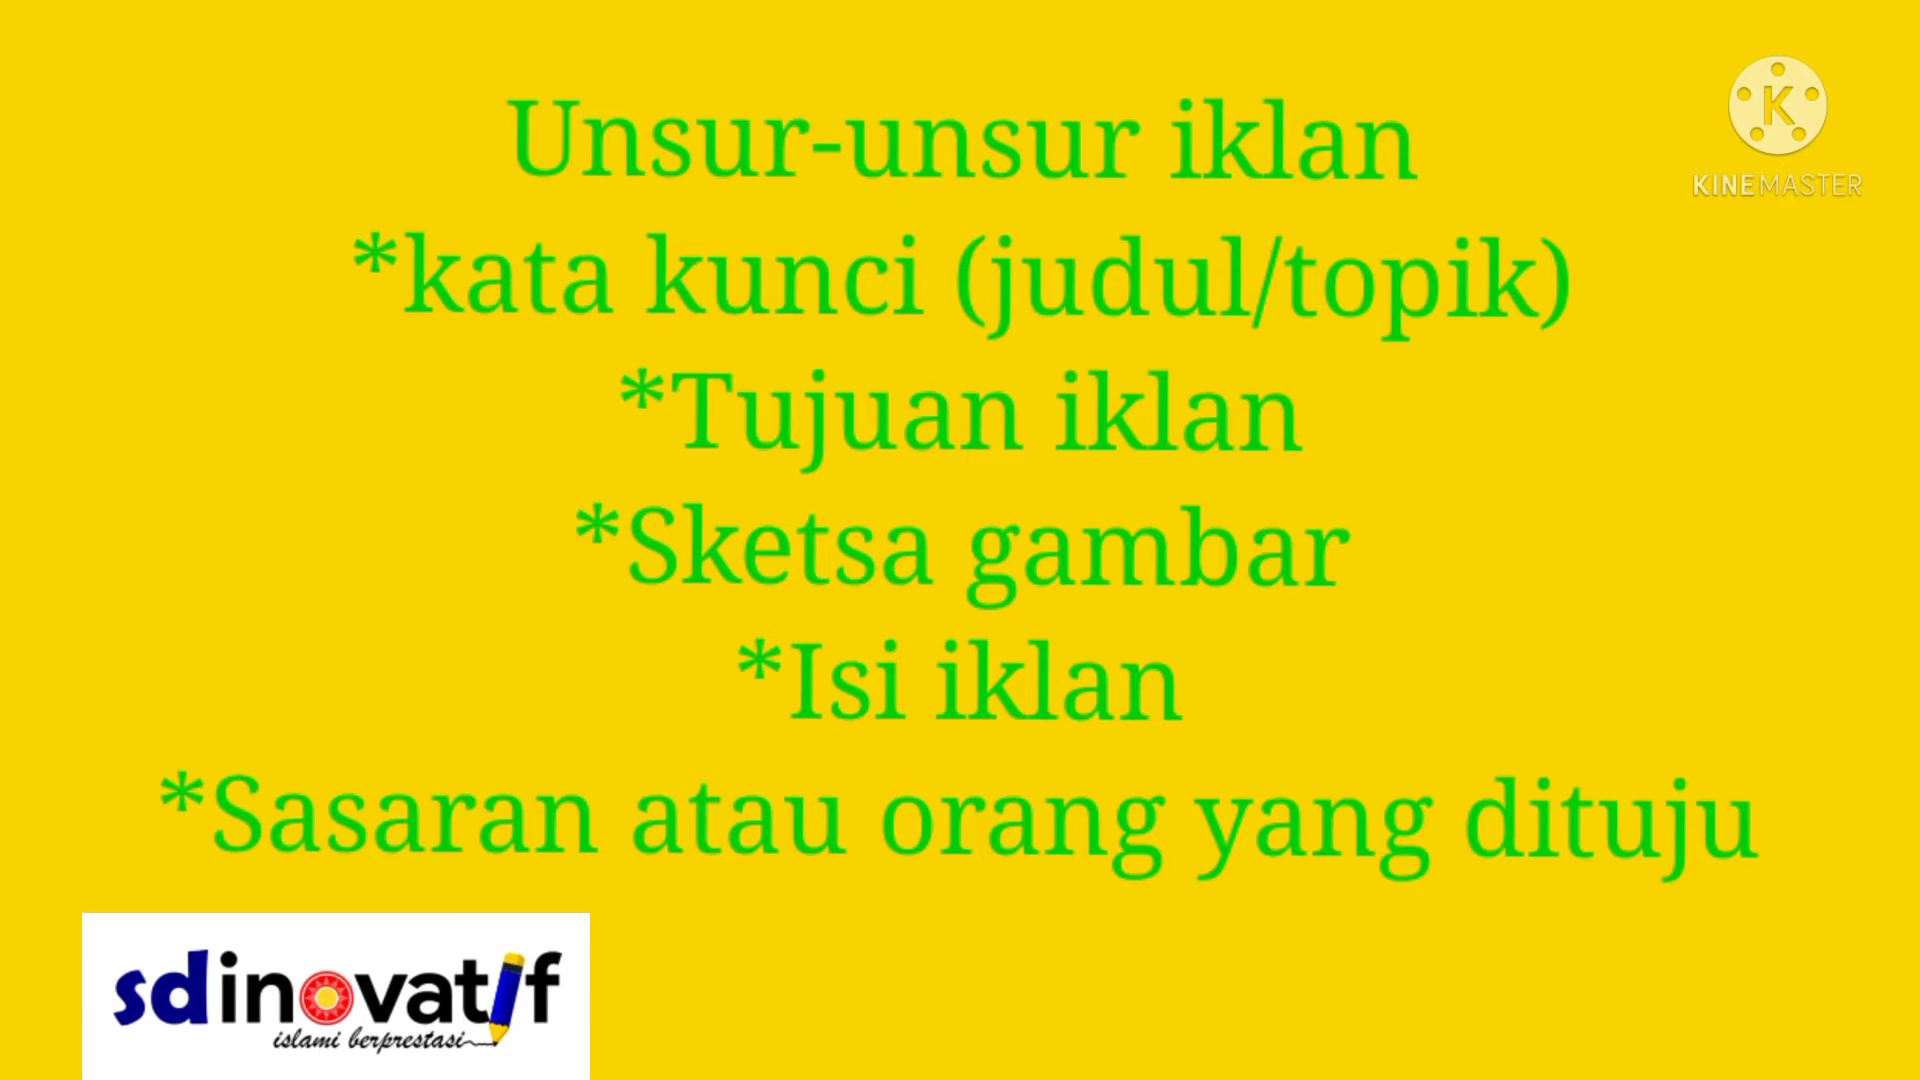 Unsur-unsur iklan
*kata kunci (judul/topik)
*Tujuan iklan
*Sketsa gambar
*Isi iklan
*Sasaran atau orang yang dituju
K
KINEMASTER
sdinovatif
islami berprestasi